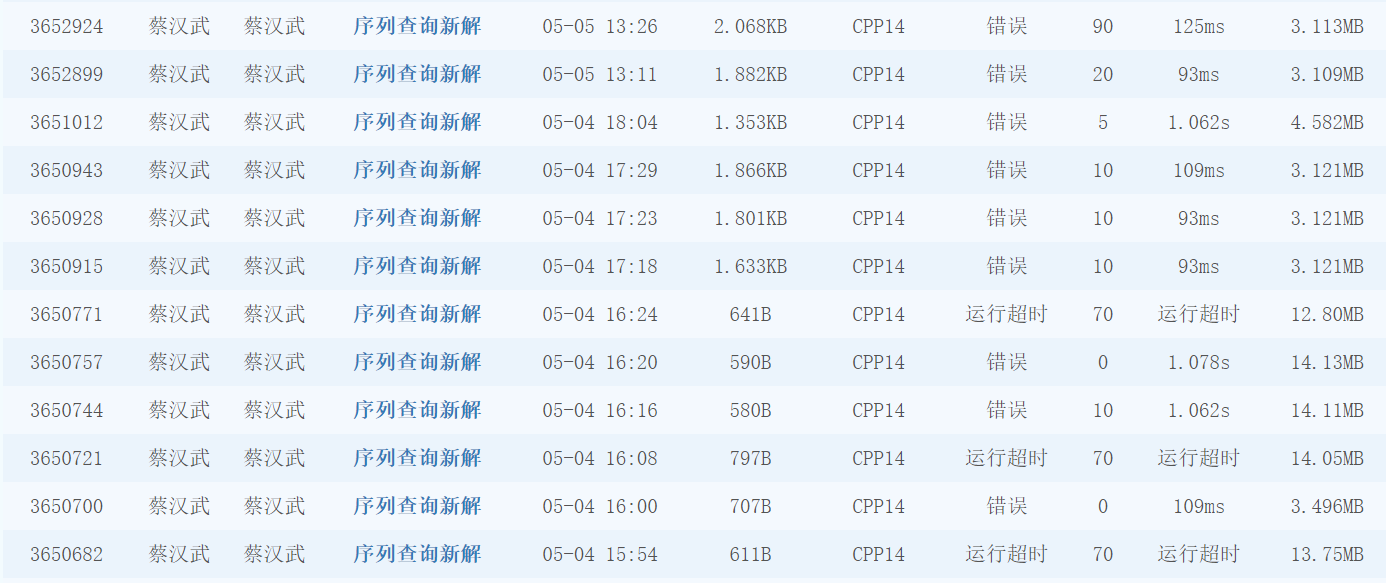 3652924 蔡汉武 蔡汉武 序列查询新解 05-05 13:26 2.068KB CPP14 错误 90 125ms 3.113MB
3652899 蔡汉武 蔡汉武 序列查询新解 05-05 13:11 1.882KB CPP14 错误 20 93ms 3.109MB
3651012 蔡汉武 蔡汉武 序列查询新解 05-04 18:04 1.353KB CPP14 错误 5 1.062s 4.582MB
3650943 蔡汉武 蔡汉武 序列查询新解 05-04 17:29 1.866KB CPP14 错误 10 109ms 3.121MB
3650928 蔡汉武 蔡汉武 序列查询新解 05-04 17:23 1.801KB CPP14 错误 10 93ms 3.121MB
3650915 蔡汉武 蔡汉武 序列查询新解 05-04 17:18 1.633KB CPP14 错误 10 93ms 3.121MB
3650771 蔡汉武 蔡汉武 序列查询新解 05-04 16:24 641B CPP14 运行超时 70 运行超时 12.80MB
3650757 蔡汉武 蔡汉武 序列查询新解 05-04 16:20 590B CPP14 错误 0 1.078s 14.13MB
3650744 蔡汉武 蔡汉武 序列查询新解 05-04 16:16 580B CPP14 错误 10 1.062s 14.11MB
3650721 蔡汉武 蔡汉武 序列查询新解 05-04 16:08 797B CPP14 运行超时 70 运行超时 14.05MB
3650700 蔡汉武 蔡汉武 序列查询新解 05-04 16:00 707B CPP14 错误 0 109ms 3.496MB
3650682 蔡汉武 蔡汉武 序列查询新解 05-04 15:54 611B CPP14 运行超时 70 运行超时 13.75MB